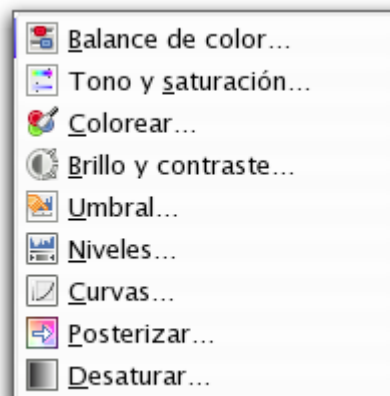 Balance de color...
Tono y saturación...
Colorear...
Brillo y contraste...
Umbral...
Niveles...
Curvas...
Posterizar...
Desaturar...